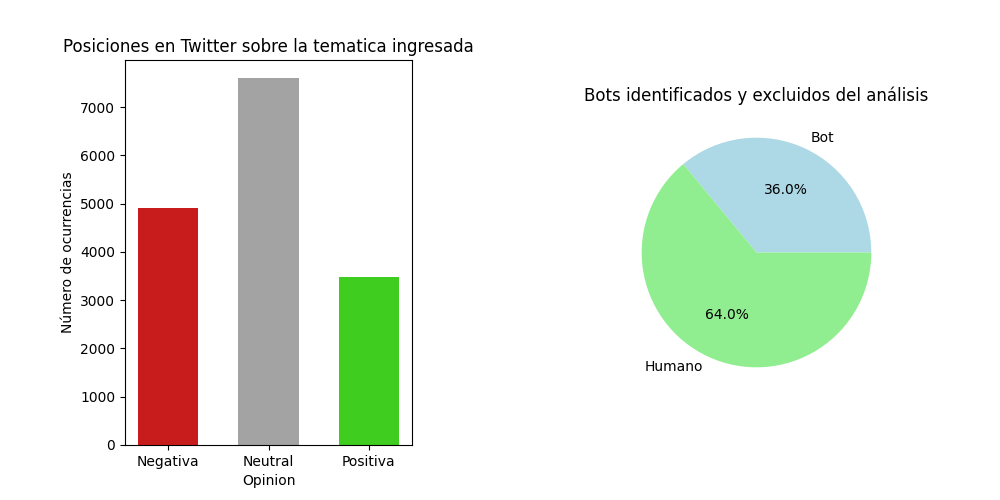 Posiciones en Twitter sobre la tematica ingresada
Número de ocurrencias
7000
6000
5000
4000
3000
2000
1000
0
Negativa
Neutral
Positiva
Opinion
Bots identificados y excluidos del análisis
Bot
36.0%
64.0%
Humano